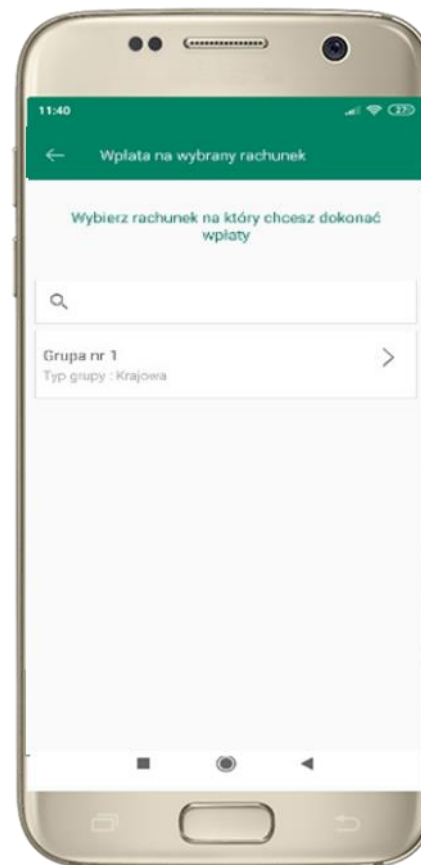 11:40
27
Wpłata na wybrany rachunek
Wybierz rachunek na który chcesz dokonać
wpłaty
Grupa nr 1
Typ grupy : Krajowa